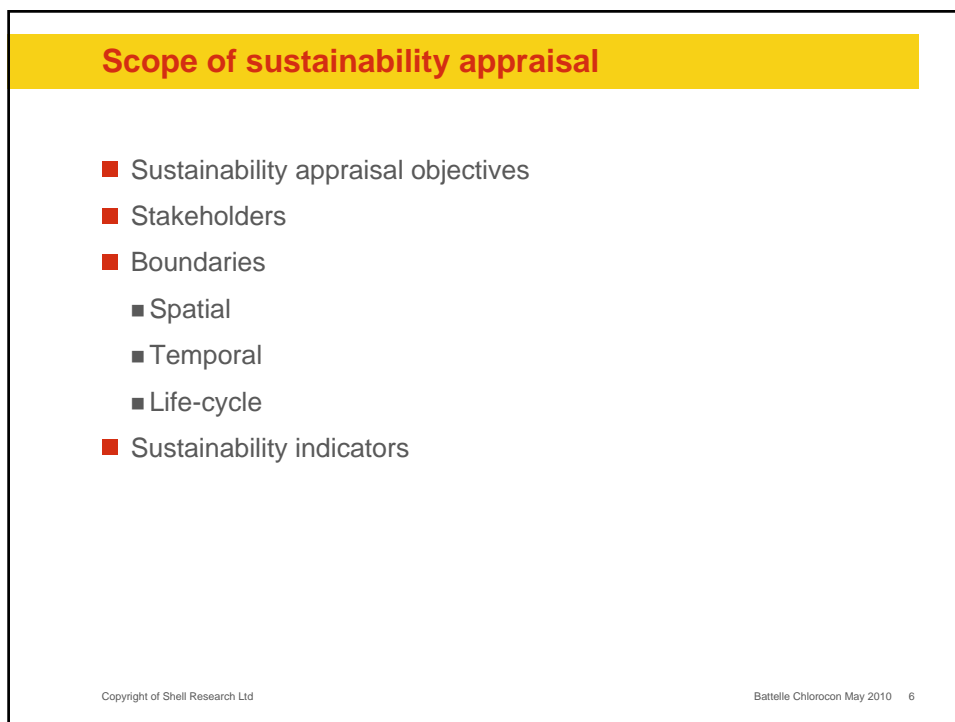 Scope of sustainability appraisal
Sustainability appraisal objectives
Stakeholders
Boundaries
Spatial
Temporal
Life-cycle
Sustainability indicators
Copyright of Shell Research Ltd
Battelle Chlorocon May 2010 6